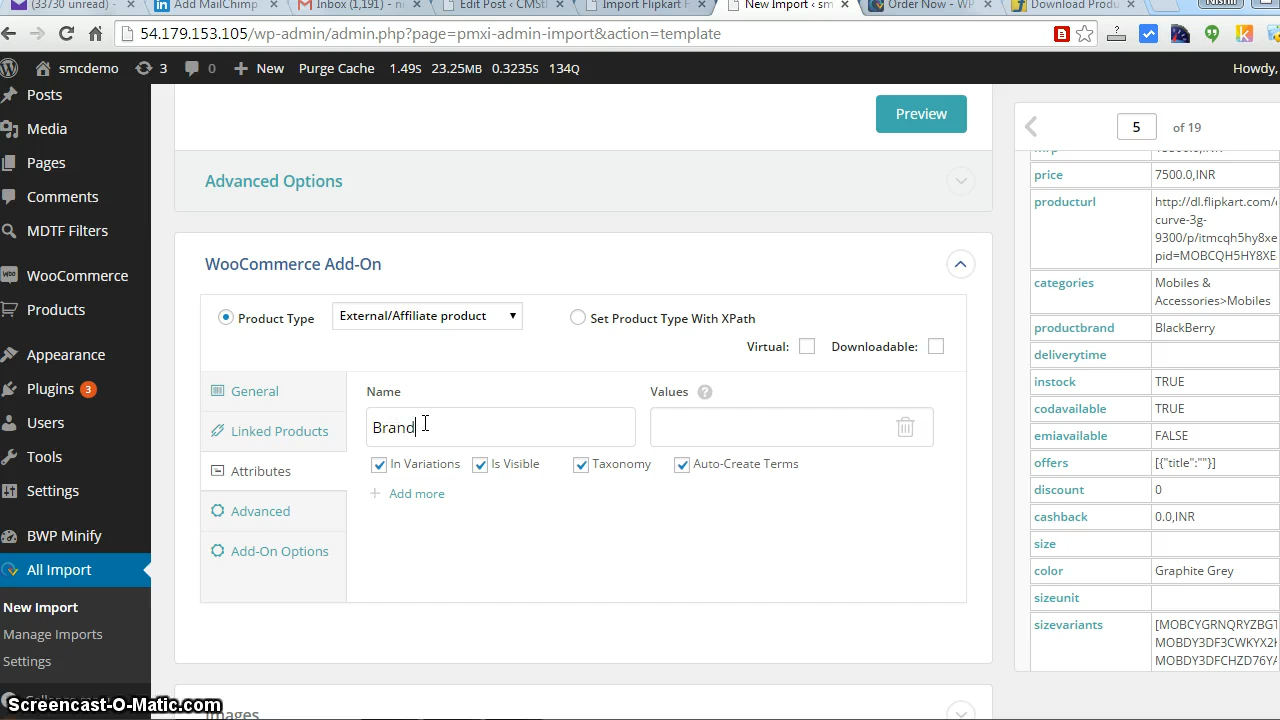 (33730 unread)
Add MailChimp
Inbox (1,191)
Edit Post
Import Flipkart
New Import ‹ sm
Order Now - WP
Download Produ
54.179.153.105/wp-admin/admin.php?page=pmxi-admin-import&action=template
smcdemo
3
0
New
Purge Cache
1.49S 23.25MB 0.3235S 134Q
Howdy,
Posts
Media
Pages
Comments
MDTF Filters
WooCommerce
Products
Appearance
Plugins 3
Users
Tools
Settings
BWP Minify
All Import
New Import
Manage Imports
Settings
Preview
Advanced Options
WooCommerce Add-On
Product Type
External/Affiliate product
Set Product Type With XPath
Virtual:
Downloadable:
General
Linked Products
Attributes
Advanced
Add-On Options
Name
Values ?
Brand
In Variations
Is Visible
Taxonomy
Auto-Create Terms
+ Add more
Images
5 of 19
price 7500.0,INR
producturl http://dl.flipkart.com/
curve-3g-
9300/p/itmcqh5hy8xe
pid=MOBCQH5HY8XE
categories Mobiles &
Accessories>Mobiles
productbrand BlackBerry
deliverytime
instock TRUE
codavailable TRUE
emiavailable FALSE
offers [{"title":""}]
discount 0
cashback 0.0,INR
size
color Graphite Grey
sizeunit
sizevariants [MOBCYGRNQRYZBGT
MOBDY3DF3CWKYX2
MOBDY3DFCHZD76YA
Screencast-O-Matic.com